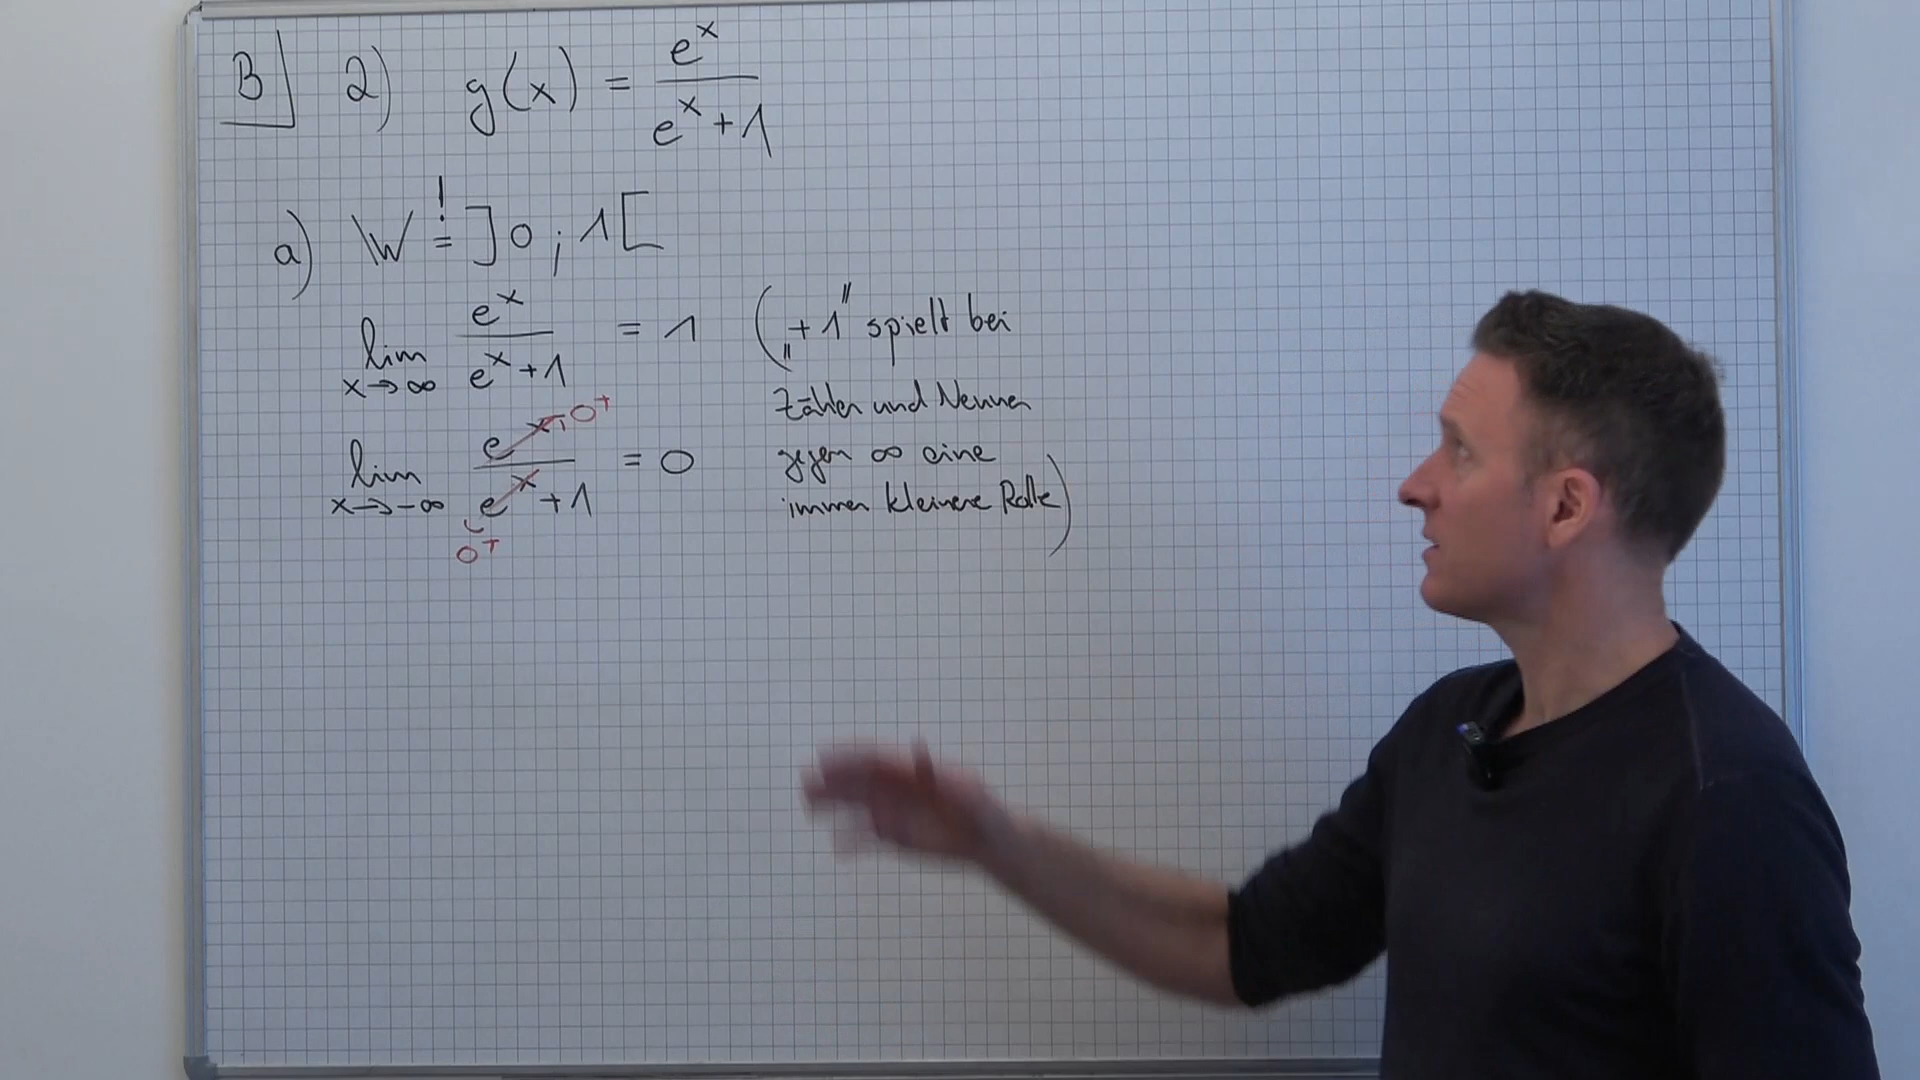 B 2) g(x) = e^x / (e^x + 1)
a) W =! ]0 ; 1[
lim x→∞ e^x / (e^x + 1) = 1 („+1" spielt bei
Zähler und Nenner
gegen ∞ eine
immer kleinere Rolle)
lim x→-∞ e^x / (e^x + 1) = 0
0+
0+